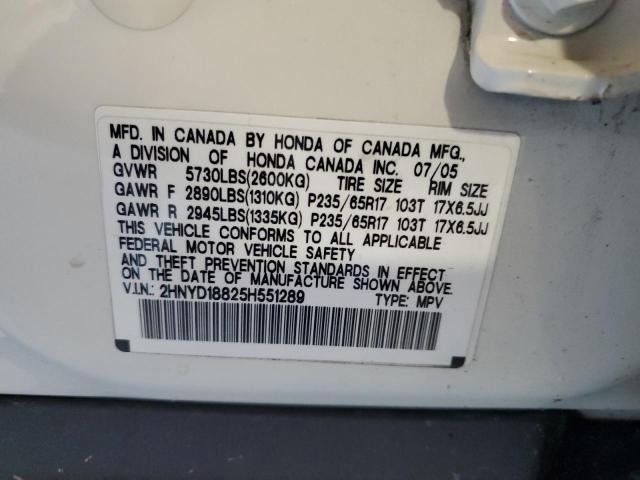 MFD. IN CANADA BY HONDA OF CANADA MFG.,
A DIVISION OF HONDA CANADA INC. 07/05
GVWR 5730LBS(2600KG) TIRE SIZE RIM SIZE
GAWR F 2890LBS(1310KG) P235/65R17 103T 17X6.5JJ
GAWR R 2945LBS(1335KG) P235/65R17 103T 17X6.5JJ
THIS VEHICLE CONFORMS TO ALL APPLICABLE
FEDERAL MOTOR VEHICLE SAFETY
AND THEFT PREVENTION STANDARDS IN EFFECT
ON THE DATE OF MANUFACTURE SHOWN ABOVE.
V.I.N.: 2HNYD18825H551289 TYPE: MPV